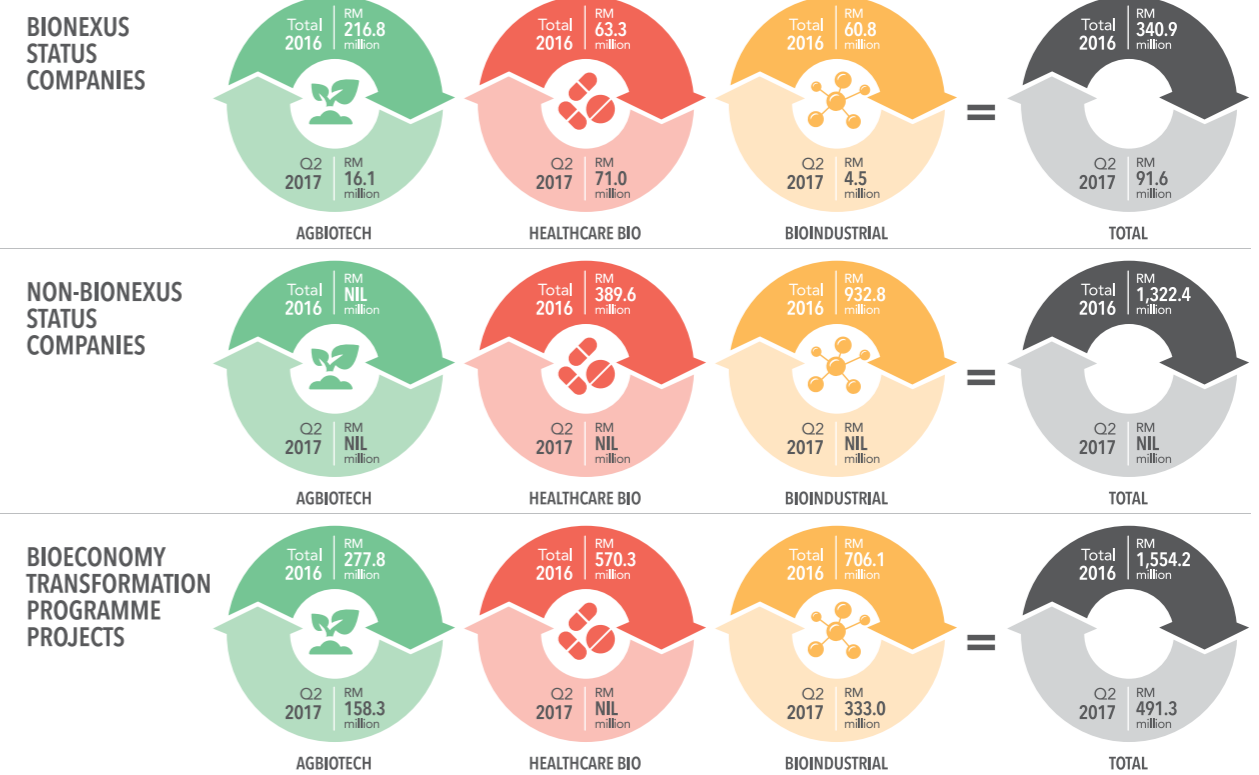 BIONEXUS
STATUS
COMPANIES
Total
2016
RM
216.8
million
Q2
2017
RM
16.1
million
AGBIOTECH
Total
2016
RM
63.3
million
Q2
2017
RM
71.0
million
HEALTHCARE BIO
Total
2016
RM
60.8
million
Q2
2017
RM
4.5
million
BIOINDUSTRIAL
=
Total
2016
RM
340.9
million
Q2
2017
RM
91.6
million
TOTAL
NON-BIONEXUS
STATUS
COMPANIES
Total
2016
RM
NIL
million
Q2
2017
RM
NIL
million
AGBIOTECH
Total
2016
RM
389.6
million
Q2
2017
RM
NIL
million
HEALTHCARE BIO
Total
2016
RM
932.8
million
Q2
2017
RM
NIL
million
BIOINDUSTRIAL
=
Total
2016
RM
1,322.4
million
Q2
2017
RM
NIL
million
TOTAL
BIOECONOMY
TRANSFORMATION
PROGRAMME
PROJECTS
Total
2016
RM
277.8
million
Q2
2017
RM
158.3
million
AGBIOTECH
Total
2016
RM
570.3
million
Q2
2017
RM
NIL
million
HEALTHCARE BIO
Total
2016
RM
706.1
million
Q2
2017
RM
333.0
million
BIOINDUSTRIAL
=
Total
2016
RM
1,554.2
million
Q2
2017
RM
491.3
million
TOTAL